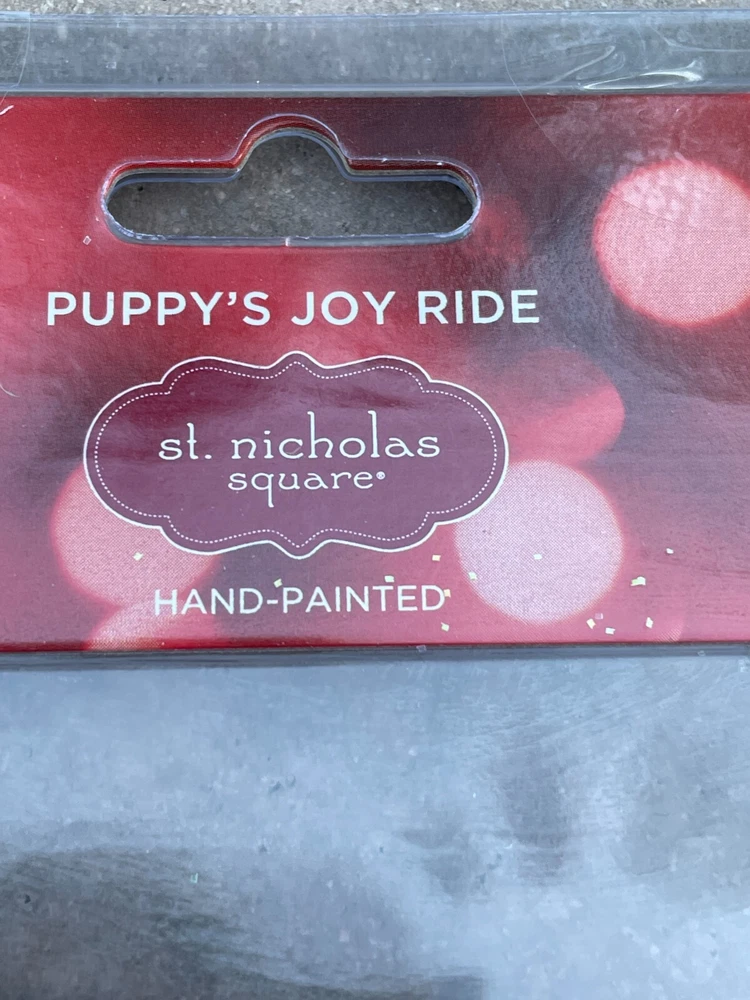 PUPPY'S JOY RIDE
st. nicholas
square®
HAND-PAINTED